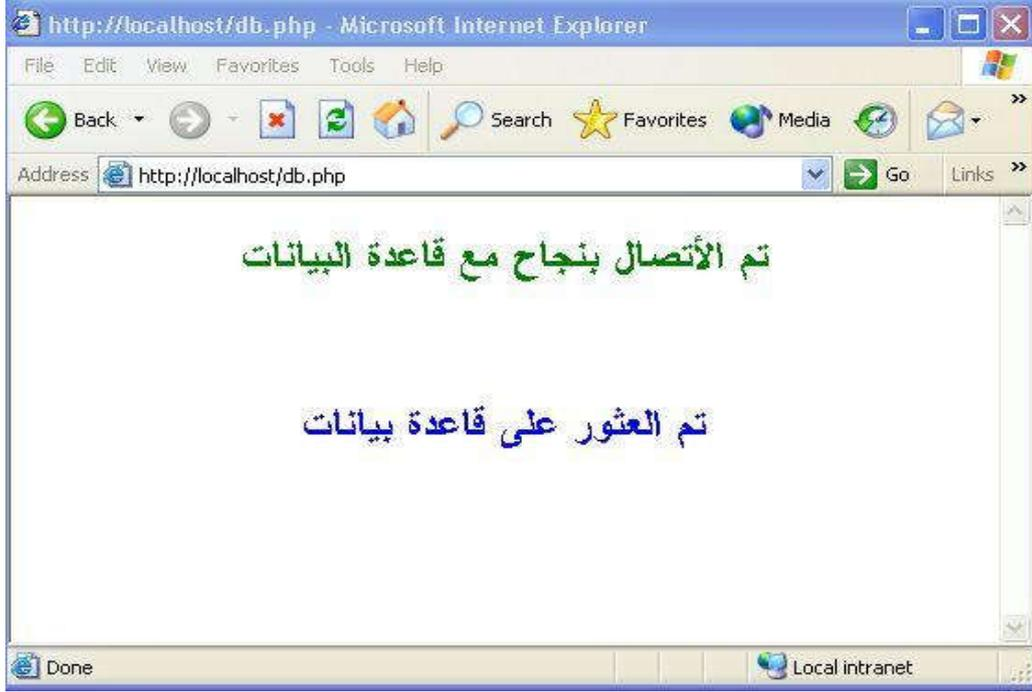 http://localhost/db.php - Microsoft Internet Explorer
File Edit View Favorites Tools Help
Back Search Favorites Media »
Address http://localhost/db.php Go Links »
تم الأتصال بنجاح مع قاعدة البيانات
تم العثور على قاعدة بيانات
Done Local intranet